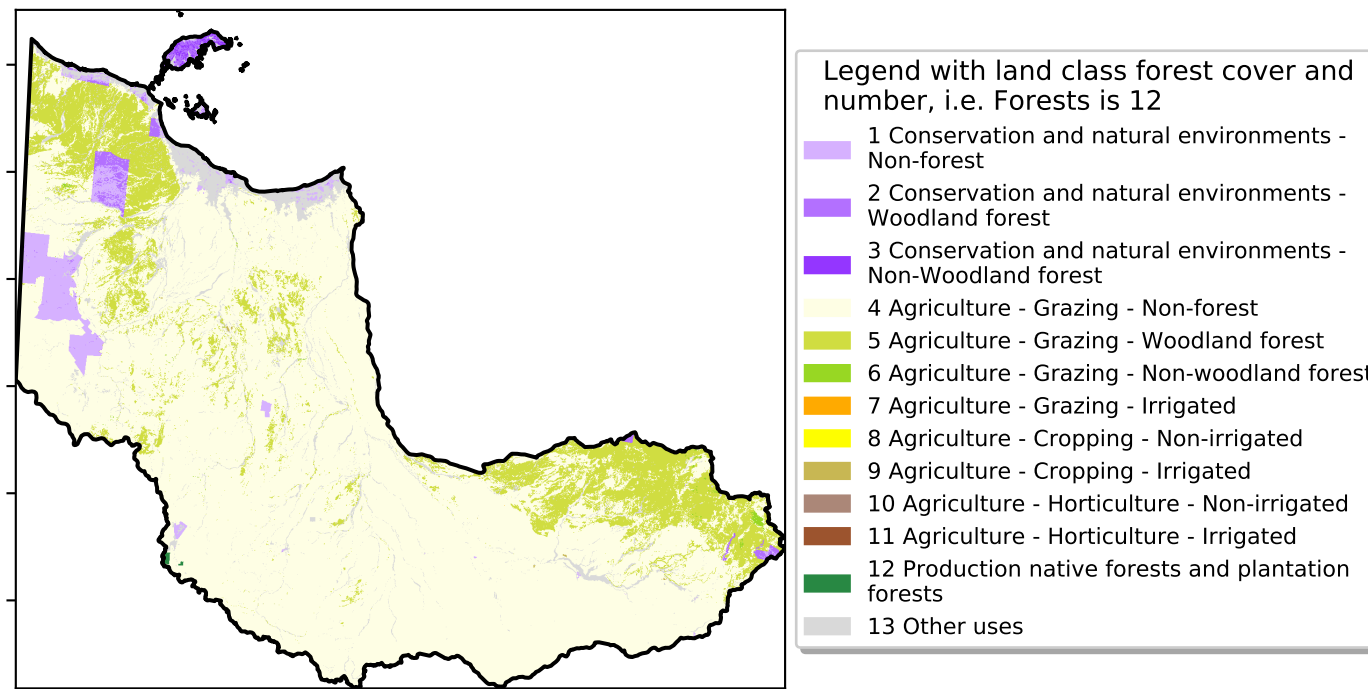 Legend with land class forest cover and
number, i.e. Forests is 12
1 Conservation and natural environments -
Non-forest
2 Conservation and natural environments -
Woodland forest
3 Conservation and natural environments -
Non-Woodland forest
4 Agriculture - Grazing - Non-forest
5 Agriculture - Grazing - Woodland forest
6 Agriculture - Grazing - Non-woodland forest
7 Agriculture - Grazing - Irrigated
8 Agriculture - Cropping - Non-irrigated
9 Agriculture - Cropping - Irrigated
10 Agriculture - Horticulture - Non-irrigated
11 Agriculture - Horticulture - Irrigated
12 Production native forests and plantation
forests
13 Other uses